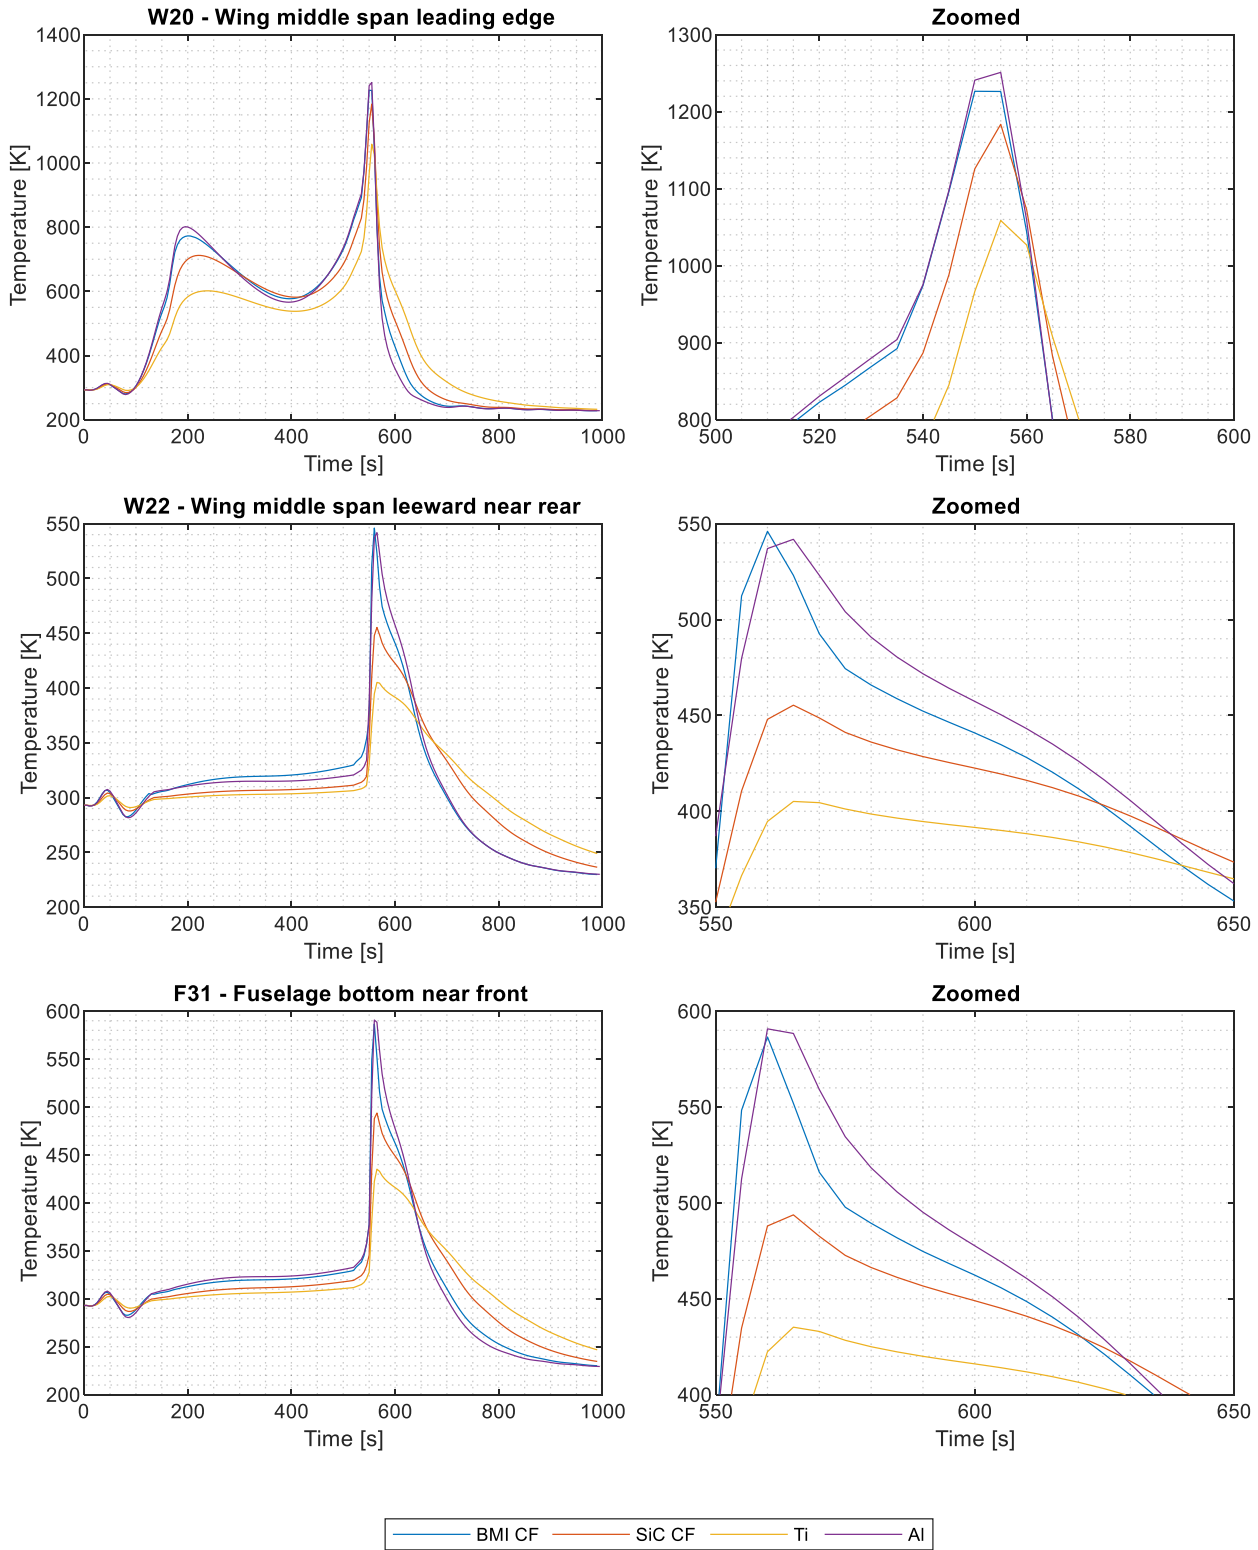 W20 - Wing middle span leading edge
Zoomed
Temperature [K]
1400
1200
1000
800
600
400
200
0 200 400 600 800 1000
Time [s]
Temperature [K]
1300
1200
1100
1000
900
800
500 520 540 560 580 600
Time [s]
W22 - Wing middle span leeward near rear
Zoomed
Temperature [K]
550
500
450
400
350
300
250
200
0 200 400 600 800 1000
Time [s]
Temperature [K]
550
500
450
400
350
550 600 650
Time [s]
F31 - Fuselage bottom near front
Zoomed
Temperature [K]
600
550
500
450
400
350
300
250
200
0 200 400 600 800 1000
Time [s]
Temperature [K]
600
550
500
450
400
550 600 650
Time [s]
BMI CF SiC CF Ti Al